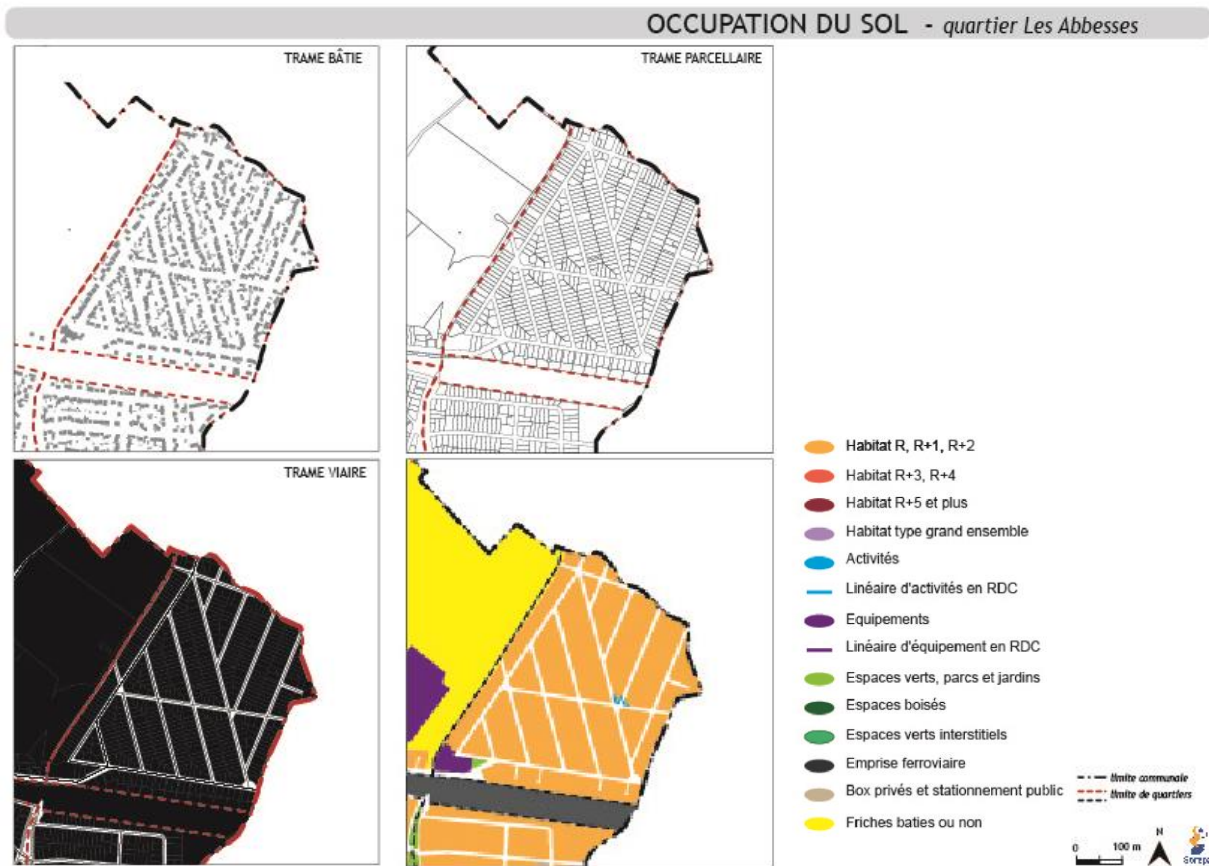 OCCUPATION DU SOL - quartier Les Abbesses
TRAME BÂTIE
TRAME PARCELLAIRE
TRAME VIAIRE
Habitat R, R+1, R+2
Habitat R+3, R+4
Habitat R+5 et plus
Habitat type grand ensemble
Activités
Linéaire d'activités en RDC
Equipements
Linéaire d'équipement en RDC
Espaces verts, parcs et jardins
Espaces boisés
Espaces verts interstitiels
Emprise ferroviaire
Box privés et stationnement public
Friches baties ou non
limite communale
limite de quartiers
0 100 m
N